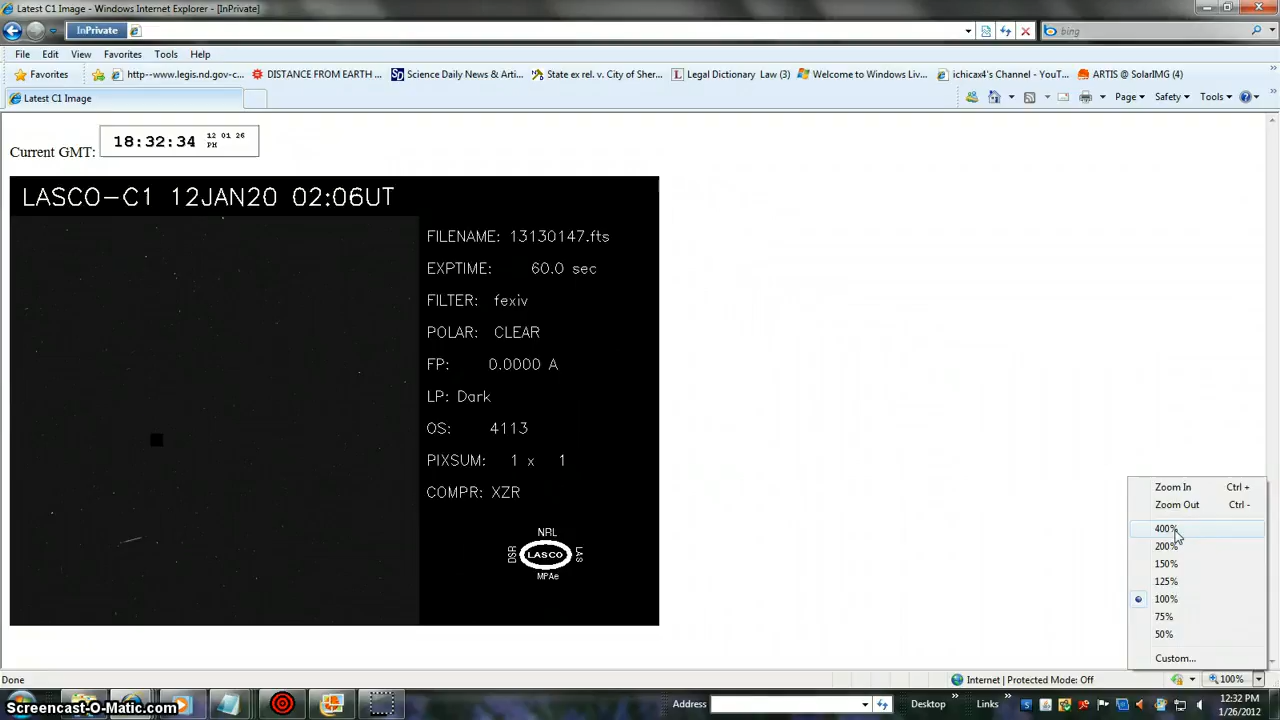 Latest C1 Image - Windows Internet Explorer - [InPrivate]
InPrivate
bing
File Edit View Favorites Tools Help
Favorites http--www.legis.nd.gov-c... DISTANCE FROM EARTH ... Science Daily News & Arti... State ex rel. v. City of Sher... Legal Dictionary Law (3) Welcome to Windows Liv... ichicax4's Channel - YouT... ARTIS @ SolarIMG (4)
Latest C1 Image
Page Safety Tools
Current GMT: 18:32:34 12 01 26 PM
LASCO-C1 12JAN20 02:06UT
FILENAME: 13130147.fts
EXPTIME: 60.0 sec
FILTER: fexiv
POLAR: CLEAR
FP: 0.0000 A
LP: Dark
OS: 4113
PIXSUM: 1 x 1
COMPR: XZR
NRL
DSR LASCO LAS
MPAe
Zoom In Ctrl +
Zoom Out Ctrl -
400%
200%
150%
125%
100%
75%
50%
Custom...
Done Internet | Protected Mode: Off 100%
Address Desktop Links 12:32 PM
1/26/2012
Screencast-O-Matic.com